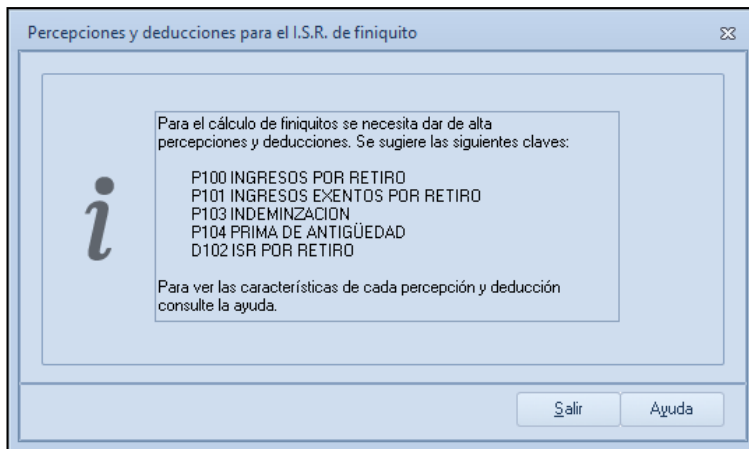 Percepciones y deducciones para el I.S.R. de finiquito
Para el cálculo de finiquitos se necesita dar de alta
percepciones y deducciones. Se sugiere las siguientes claves:
P100 INGRESOS POR RETIRO
P101 INGRESOS EXENTOS POR RETIRO
P103 INDEMINZACION
P104 PRIMA DE ANTIGÜEDAD
D102 ISR POR RETIRO
Para ver las características de cada percepción y deducción
consulte la ayuda.
Salir Ayuda